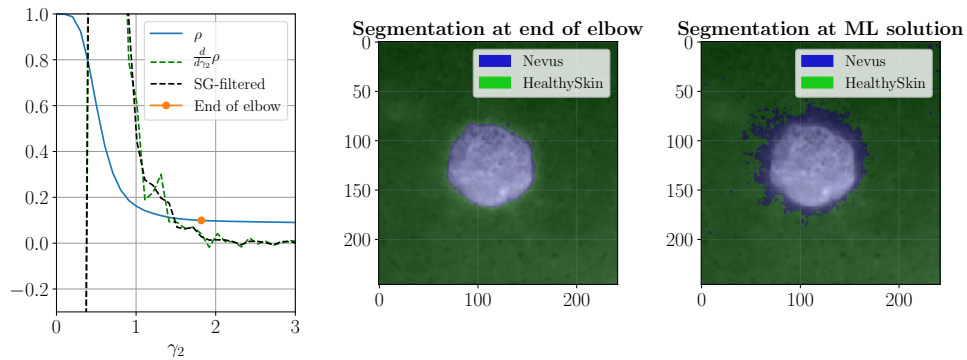 1.0
0.8
0.6
0.4
0.2
0.0
−0.2
0 1 2 3
γ₂
ρ
d/dγ₂ ρ
SG-filtered
End of elbow
Segmentation at end of elbow
Nevus
HealthySkin
0
50
100
150
200
0 100 200
Segmentation at ML solution
Nevus
HealthySkin
0
50
100
150
200
0 100 200